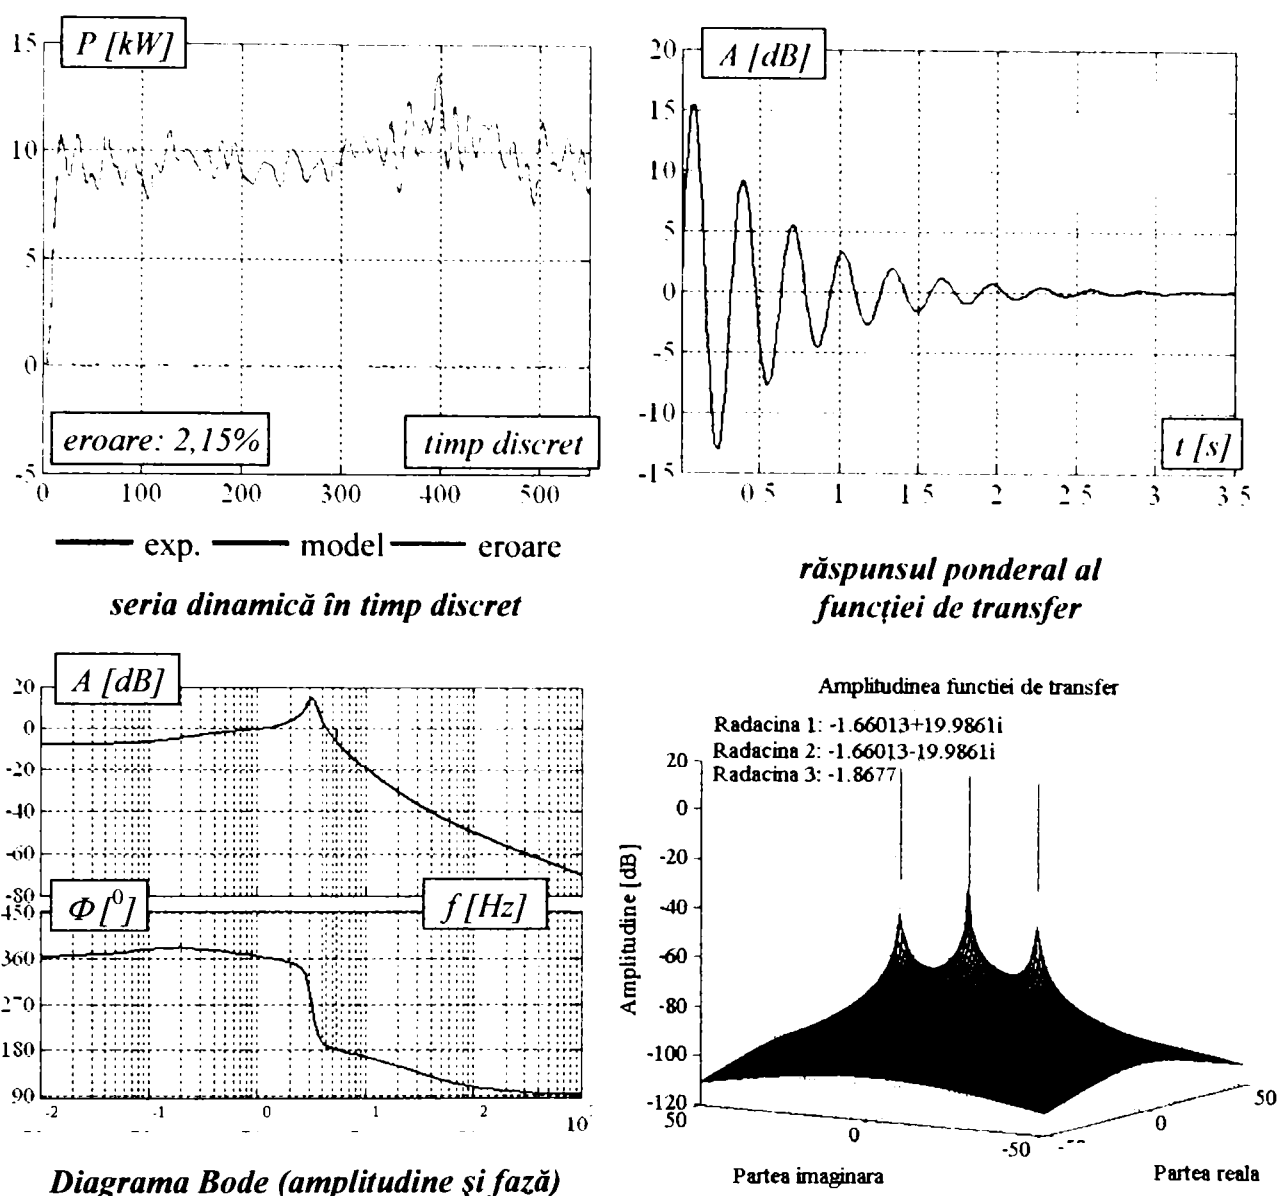 P [kW]
15
10
5
0
-5
eroare: 2,15%
timp discret
0 100 200 300 400 500
exp. model eroare
seria dinamică în timp discret
A [dB]
20
15
10
5
0
-5
-10
-15
t [s]
0 5 1 1 5 2 2 5 3 3 5
răspunsul ponderal al
funcției de transfer
A [dB]
20
0
-20
-40
-60
-80
Φ [⁰]
f [Hz]
450
360
270
180
90
-2 -1 0 1 2 10
Diagrama Bode (amplitudine și fază)
Amplitudinea functiei de transfer
Radacina 1: -1.66013+19.9861i
Radacina 2: -1.66013-19.9861i
Radacina 3: -1.8677
20
0
-20
-40
-60
-80
-100
-120
Amplitudine [dB]
50 0 -50
Partea imaginara
0 50
Partea reala